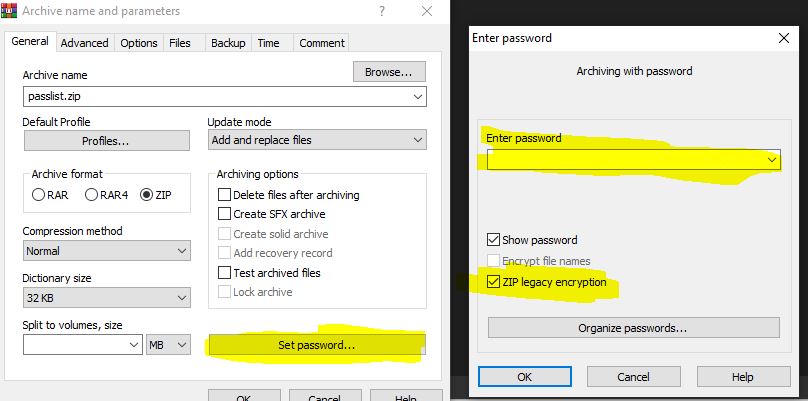 Archive name and parameters ?
General Advanced Options Files Backup Time Comment
Archive name
Browse...
passlist.zip
Default Profile
Profiles...
Update mode
Add and replace files
Archive format
RAR RAR4 ZIP
Compression method
Normal
Dictionary size
32 KB
Split to volumes, size
MB
Archiving options
Delete files after archiving
Create SFX archive
Create solid archive
Add recovery record
Test archived files
Lock archive
Set password...
OK Cancel Help
Enter password
Archiving with password
Enter password
Show password
Encrypt file names
ZIP legacy encryption
Organize passwords...
OK Cancel Help